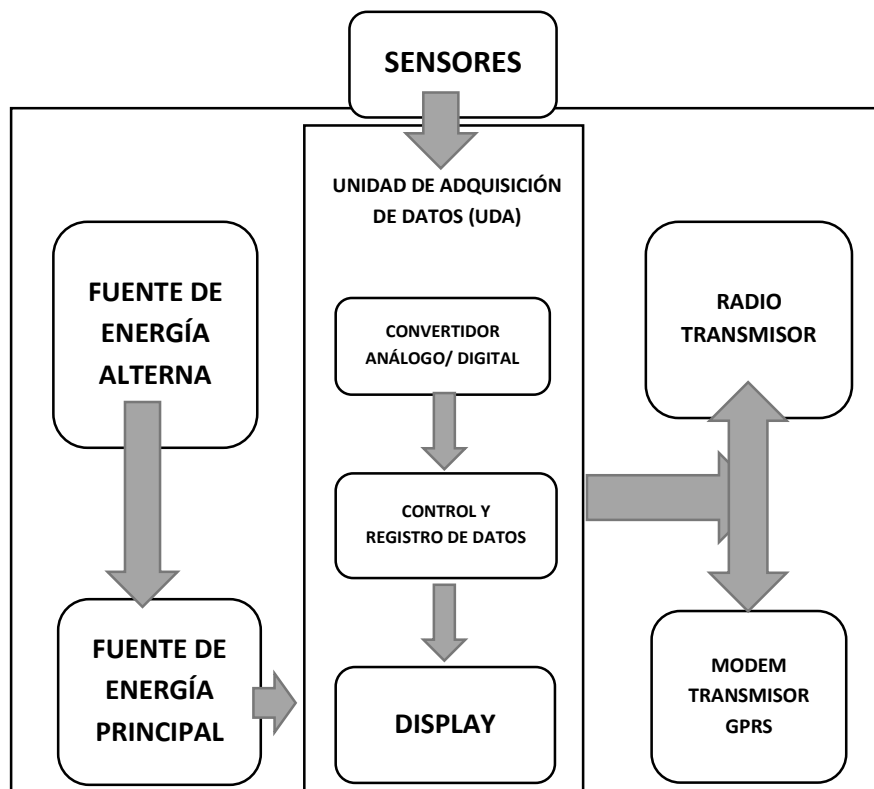 SENSORES
UNIDAD DE ADQUISICIÓN
DE DATOS (UDA)
FUENTE DE
ENERGÍA
ALTERNA
CONVERTIDOR
ANÁLOGO/ DIGITAL
RADIO
TRANSMISOR
CONTROL Y
REGISTRO DE DATOS
FUENTE DE
ENERGÍA
PRINCIPAL
DISPLAY
MODEM
TRANSMISOR
GPRS